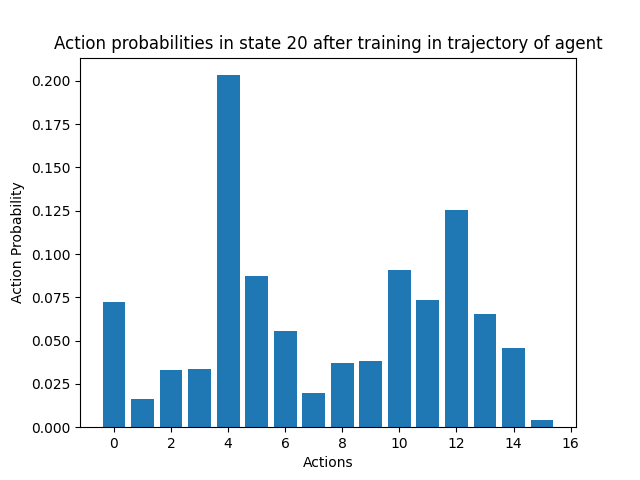 Action probabilities in state 20 after training in trajectory of agent
0.200
0.175
0.150
0.125
0.100
0.075
0.050
0.025
0.000
Action Probability
0 2 4 6 8 10 12 14 16
Actions